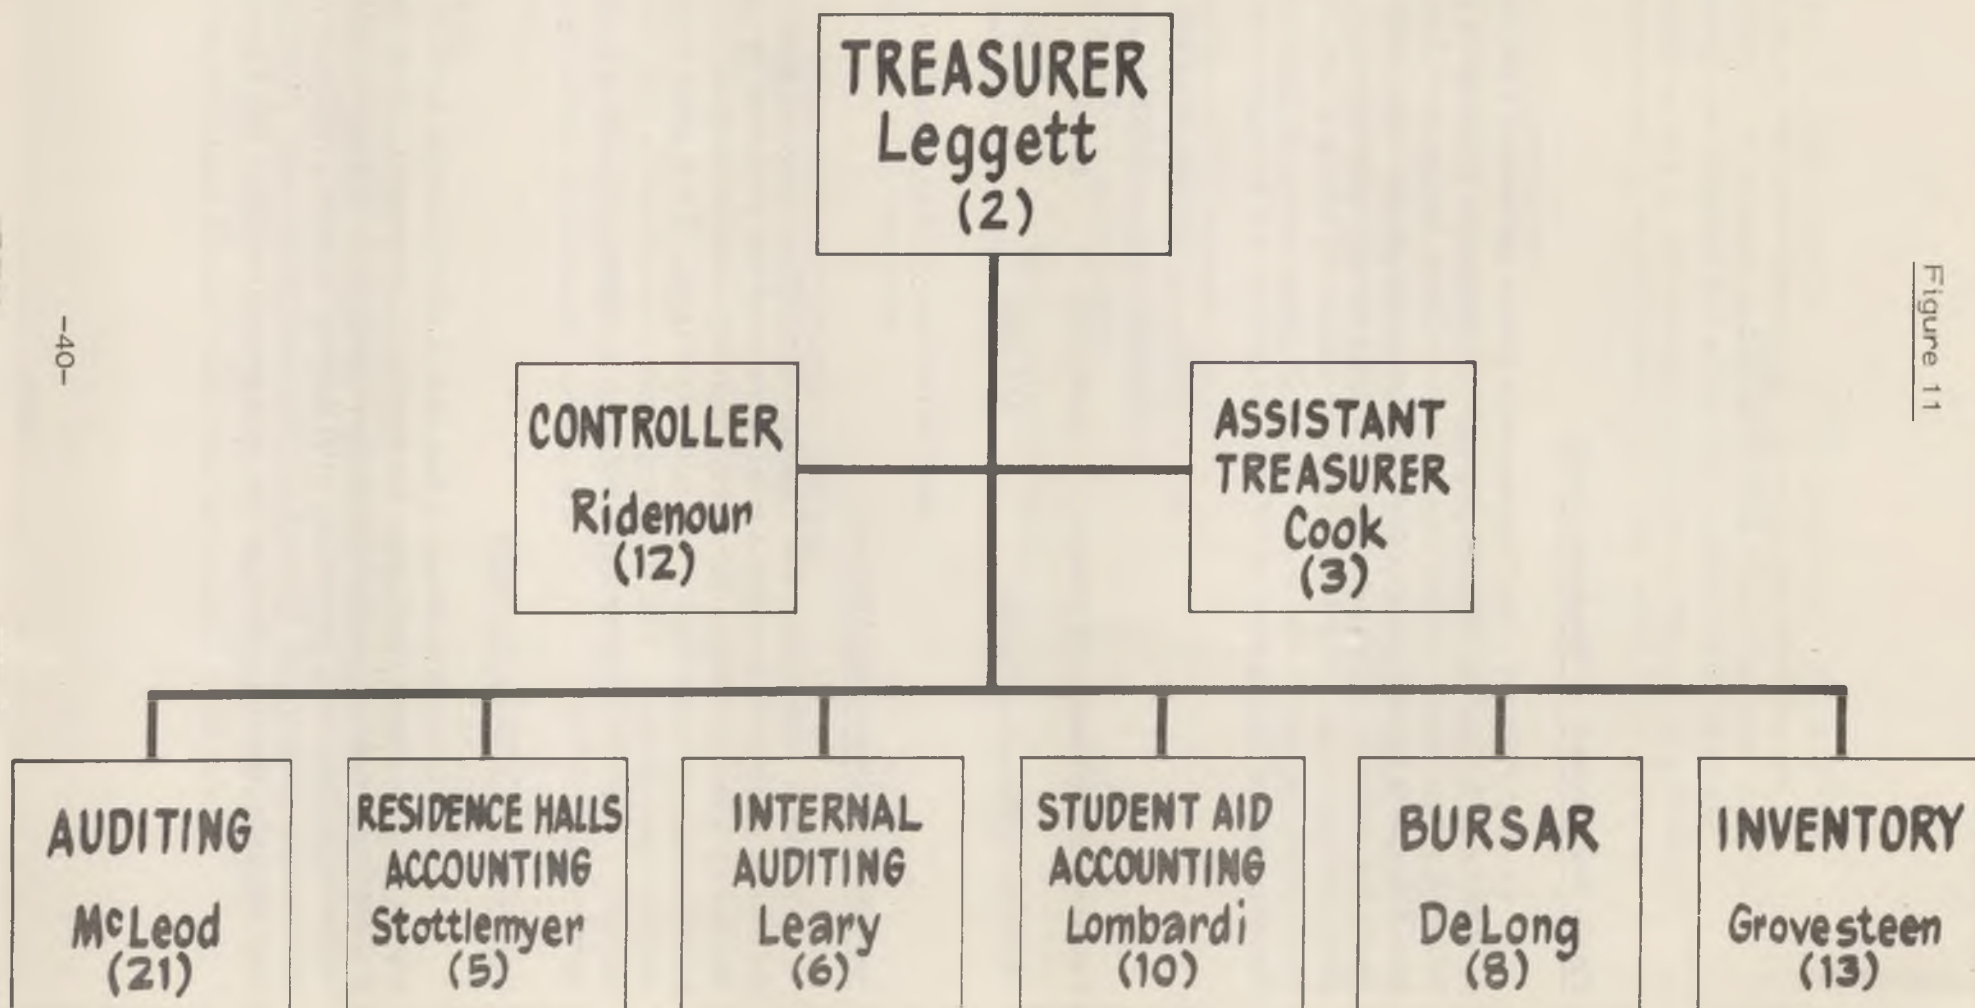 Figure 11
TREASURER
Leggett
(2)
CONTROLLER
Ridenour
(12)
ASSISTANT
TREASURER
Cook
(3)
AUDITING
McLeod
(21)
RESIDENCE HALLS
ACCOUNTING
Stottlemyer
(5)
INTERNAL
AUDITING
Leary
(6)
STUDENT AID
ACCOUNTING
Lombardi
(10)
BURSAR
DeLong
(8)
INVENTORY
Grovesteen
(13)
-40-